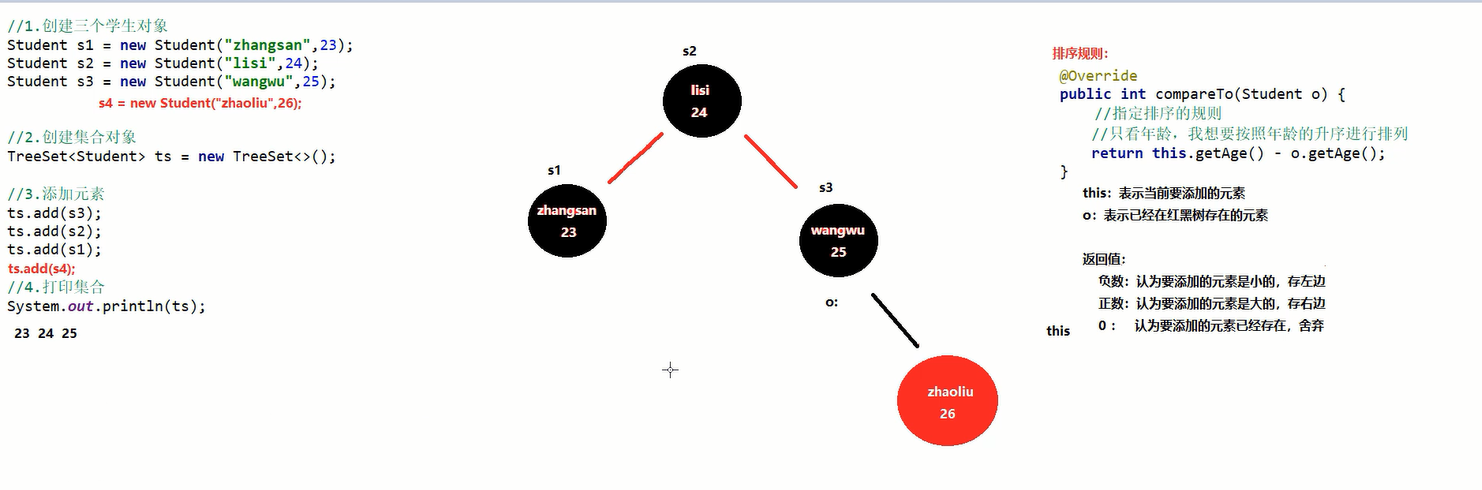 //1.创建三个学生对象
Student s1 = new Student("zhangsan",23);
Student s2 = new Student("lisi",24);
Student s3 = new Student("wangwu",25);
s4 = new Student("zhaoliu",26);
//2.创建集合对象
TreeSet<Student> ts = new TreeSet<>();
//3.添加元素
ts.add(s3);
ts.add(s2);
ts.add(s1);
ts.add(s4);
//4.打印集合
System.out.println(ts);
23 24 25
s2
lisi
24
s1
zhangsan
23
s3
wangwu
25
o:
zhaoliu
26
排序规则：
@Override
public int compareTo(Student o) {
//指定排序的规则
//只看年龄，我想要按照年龄的升序进行排列
return this.getAge() - o.getAge();
}
this：表示当前要添加的元素
o：表示已经在红黑树存在的元素
返回值：
负数：认为要添加的元素是小的，存左边
正数：认为要添加的元素是大的，存右边
0 ： 认为要添加的元素已经存在，舍弃
this